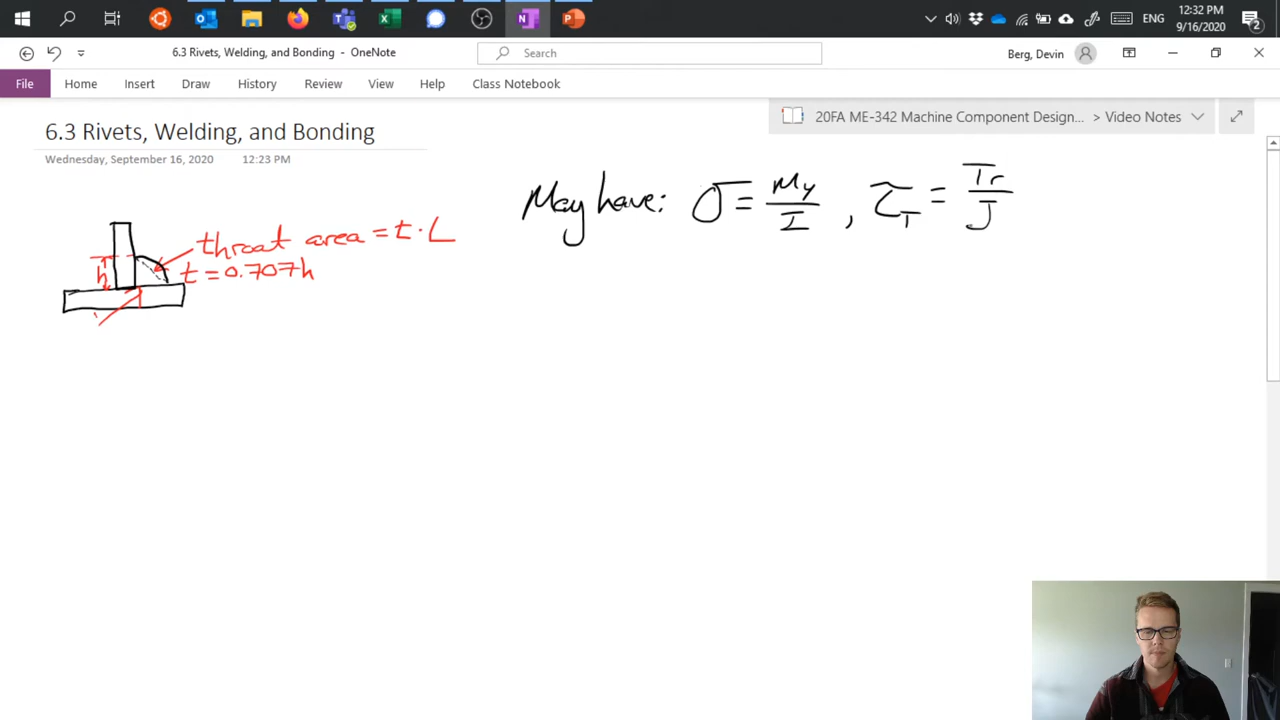 12:32 PM
ENG
9/16/2020
2
6.3 Rivets, Welding, and Bonding - OneNote
Search
Berg, Devin
File Home Insert Draw History Review View Help Class Notebook
20FA ME-342 Machine Component Design... > Video Notes
6.3 Rivets, Welding, and Bonding
Wednesday, September 16, 2020 12:23 PM
May have: σ = My/I , τ_T = Tr/J
throat area = t · L
h
t = 0.707h